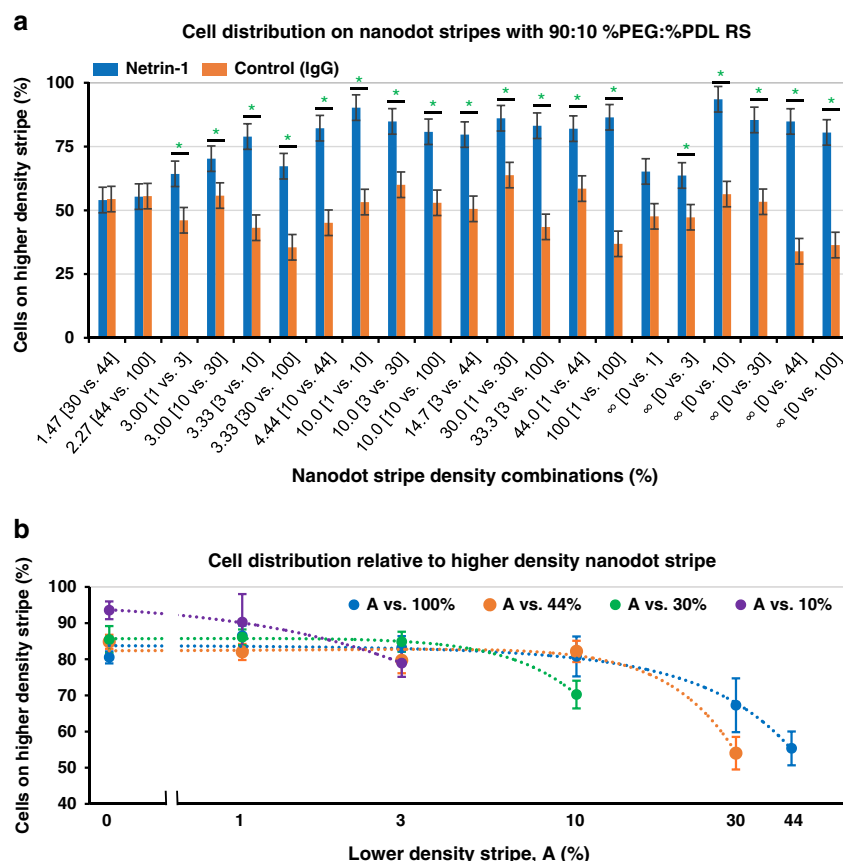 a
Cell distribution on nanodot stripes with 90:10 %PEG:%PDL RS
Netrin-1 Control (IgG)
Cells on higher density stripe (%)
100
75
50
25
0
* * * * * * * * * * * * * * * * * *
1.47 [30 vs. 44]
2.27 [44 vs. 100]
3.00 [1 vs. 3]
3.00 [10 vs. 30]
3.33 [3 vs. 10]
3.33 [30 vs. 100]
4.44 [10 vs. 44]
10.0 [1 vs. 10]
10.0 [3 vs. 30]
10.0 [10 vs. 100]
14.7 [3 vs. 44]
30.0 [1 vs. 30]
33.3 [3 vs. 100]
44.0 [1 vs. 44]
100 [1 vs. 100]
∞ [0 vs. 1]
∞ [0 vs. 3]
∞ [0 vs. 10]
∞ [0 vs. 30]
∞ [0 vs. 44]
∞ [0 vs. 100]
Nanodot stripe density combinations (%)
b
Cell distribution relative to higher density nanodot stripe
A vs. 100% A vs. 44% A vs. 30% A vs. 10%
Cells on higher density stripe (%)
100
90
80
70
60
50
40
0 1 3 10 30 44
Lower density stripe, A (%)